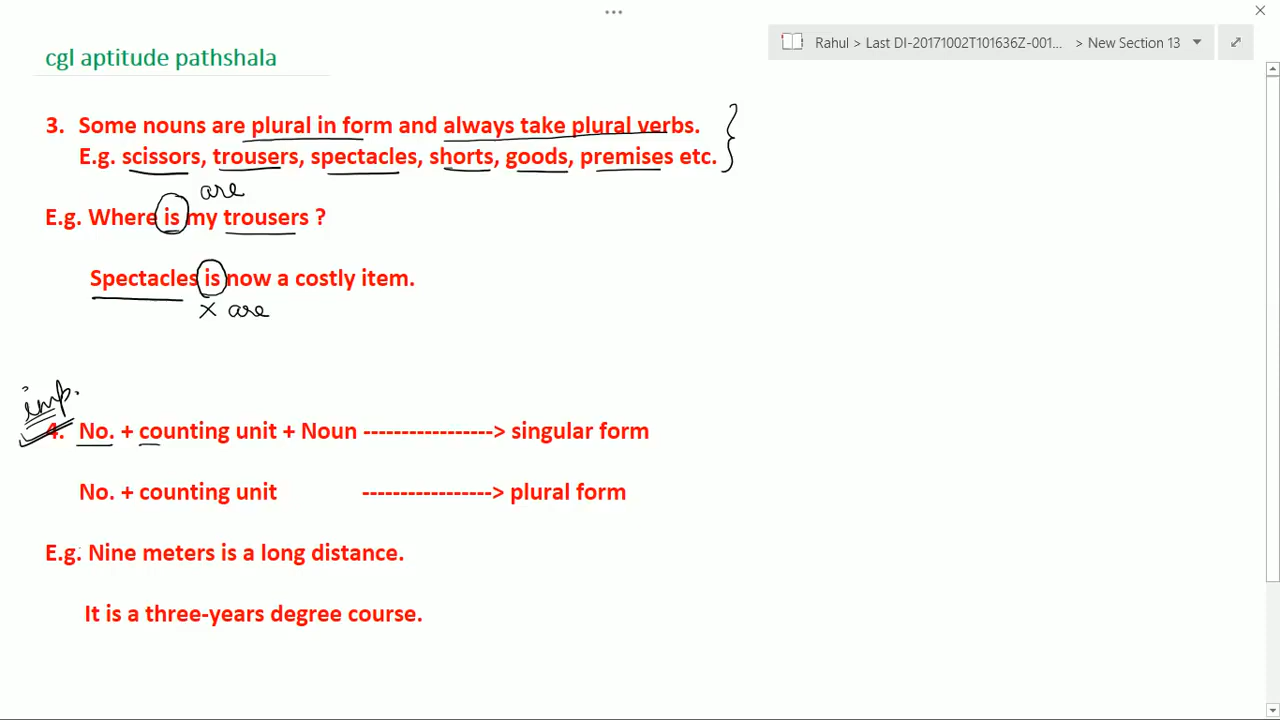 Rahul > Last DI-20171002T101636Z-001... > New Section 13
cgl aptitude pathshala
3. Some nouns are plural in form and always take plural verbs.
E.g. scissors, trousers, spectacles, shorts, goods, premises etc.
are
E.g. Where is my trousers ?
Spectacles is now a costly item.
× are
imp.
4. No. + counting unit + Noun -----------------> singular form
No. + counting unit -----------------> plural form
E.g. Nine meters is a long distance.
It is a three-years degree course.